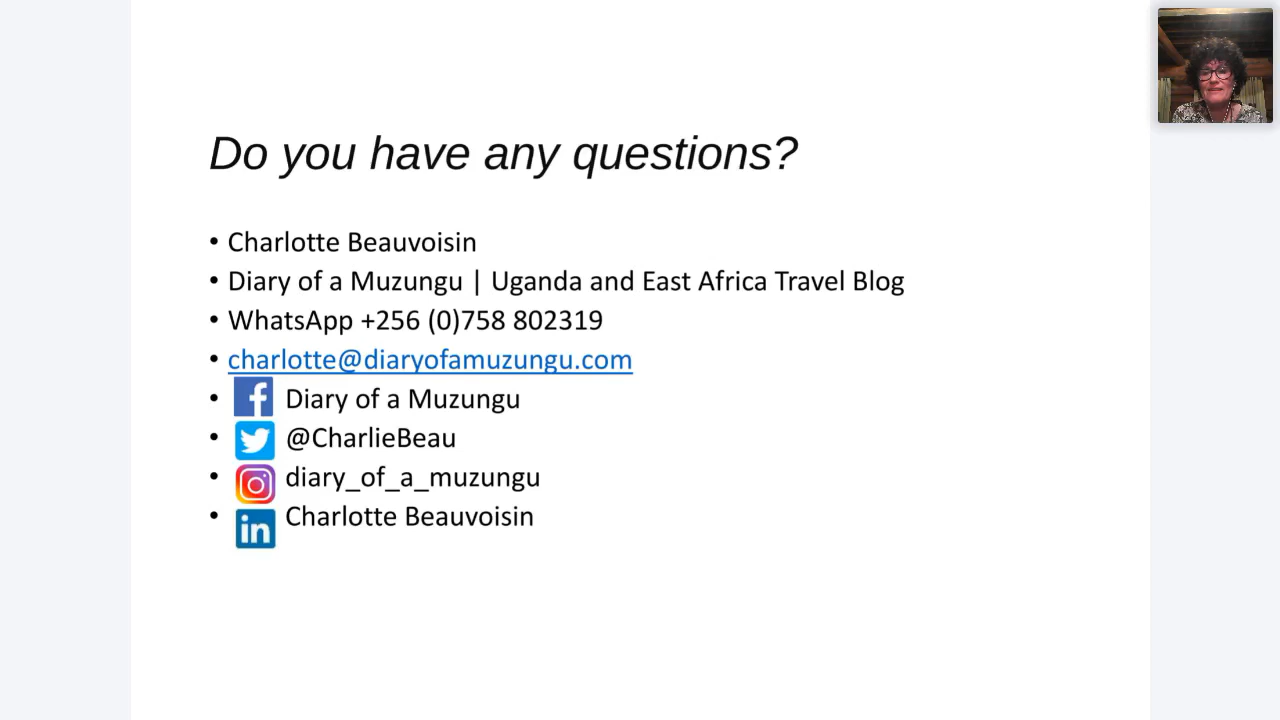 Do you have any questions?
• Charlotte Beauvoisin
• Diary of a Muzungu | Uganda and East Africa Travel Blog
• WhatsApp +256 (0)758 802319
• charlotte@diaryofamuzungu.com
• f Diary of a Muzungu
• @CharlieBeau
• diary_of_a_muzungu
• in Charlotte Beauvoisin